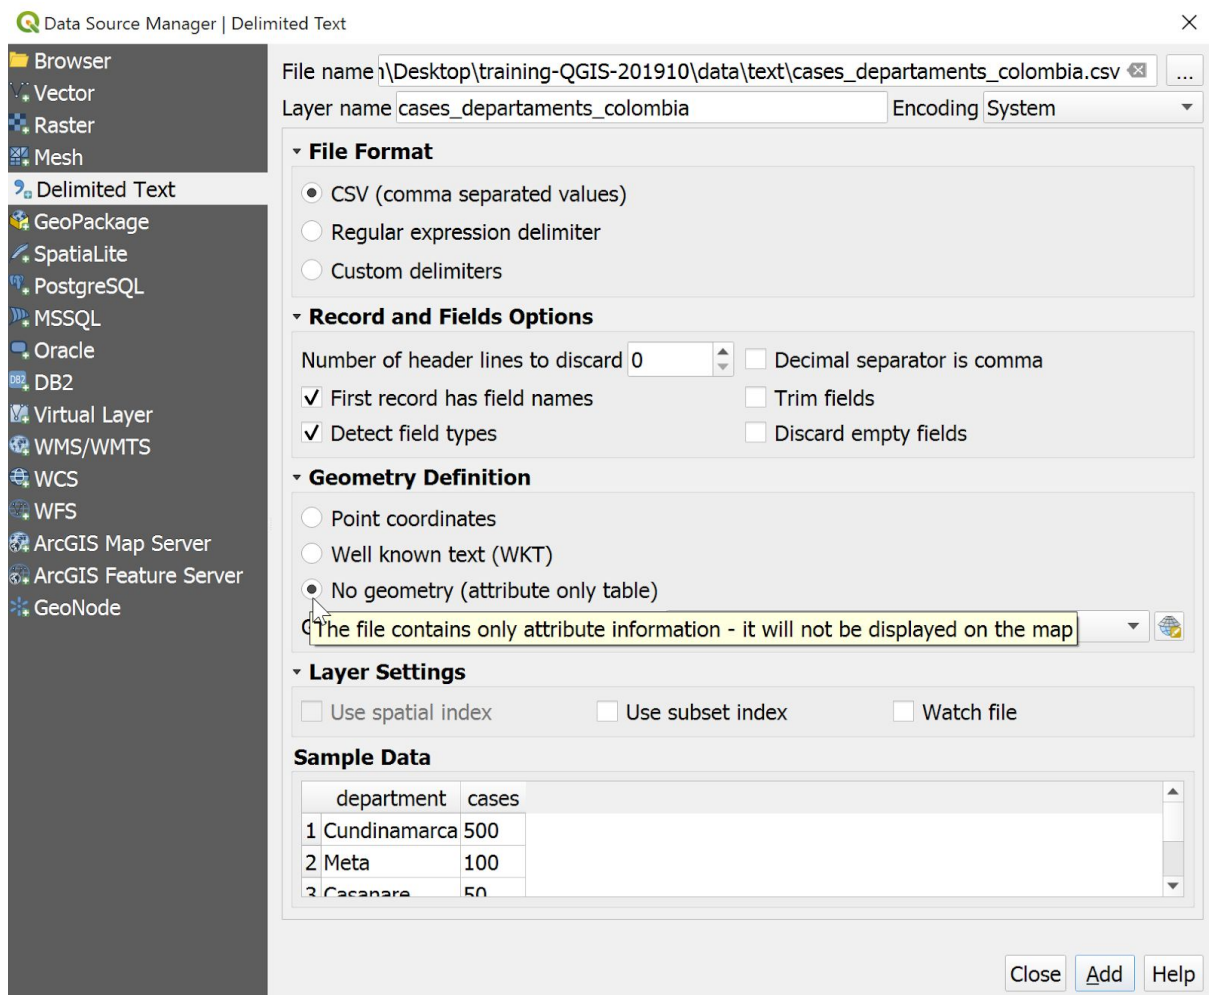 Data Source Manager | Delimited Text
Browser
Vector
Raster
Mesh
Delimited Text
GeoPackage
SpatiaLite
PostgreSQL
MSSQL
Oracle
DB2
Virtual Layer
WMS/WMTS
WCS
WFS
ArcGIS Map Server
ArcGIS Feature Server
GeoNode
File name \Desktop\training-QGIS-201910\data\text\cases_departaments_colombia.csv ...
Layer name cases_departaments_colombia Encoding System
File Format
CSV (comma separated values)
Regular expression delimiter
Custom delimiters
Record and Fields Options
Number of header lines to discard 0 Decimal separator is comma
First record has field names Trim fields
Detect field types Discard empty fields
Geometry Definition
Point coordinates
Well known text (WKT)
No geometry (attribute only table)
The file contains only attribute information - it will not be displayed on the map
Layer Settings
Use spatial index Use subset index Watch file
Sample Data
department cases
1 Cundinamarca 500
2 Meta 100
3 Casanare 50
Close Add Help